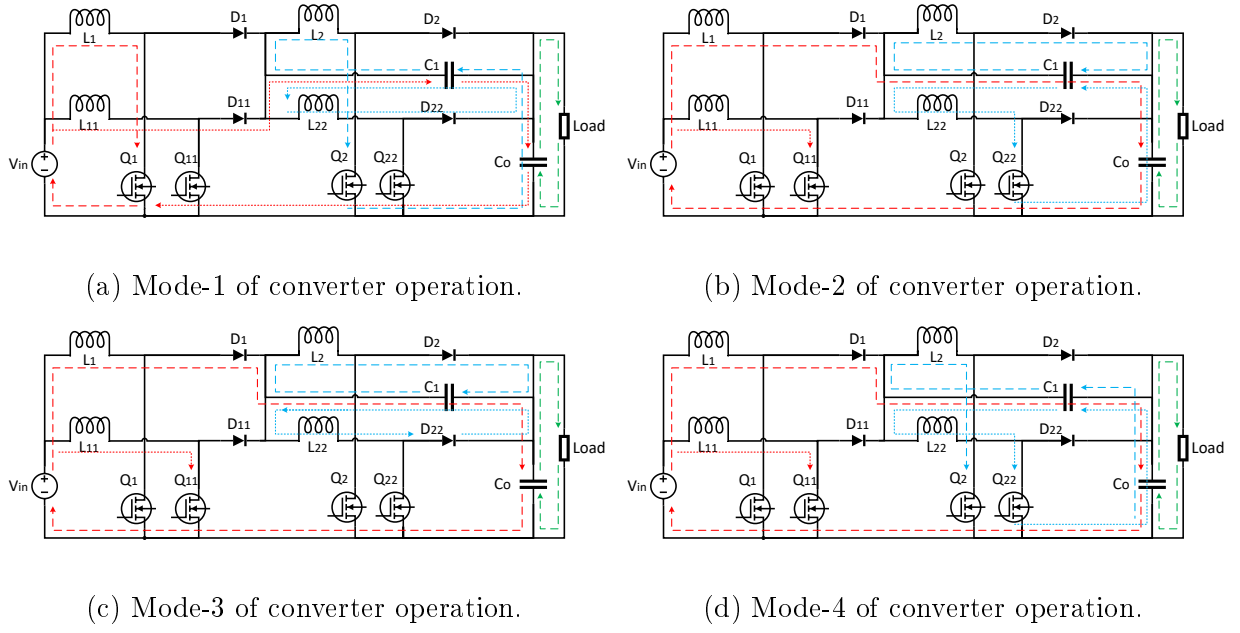 L1
D1
L2
D2
C1
L11
D11
L22
D22
Load
Vin
Q1
Q11
Q2
Q22
Co
(a) Mode-1 of converter operation.
L1
D1
L2
D2
C1
L11
D11
L22
D22
Load
Vin
Q1
Q11
Q2
Q22
Co
(b) Mode-2 of converter operation.
L1
D1
L2
D2
C1
L11
D11
L22
D22
Load
Vin
Q1
Q11
Q2
Q22
Co
(c) Mode-3 of converter operation.
L1
D1
L2
D2
C1
L11
D11
L22
D22
Load
Vin
Q1
Q11
Q2
Q22
Co
(d) Mode-4 of converter operation.